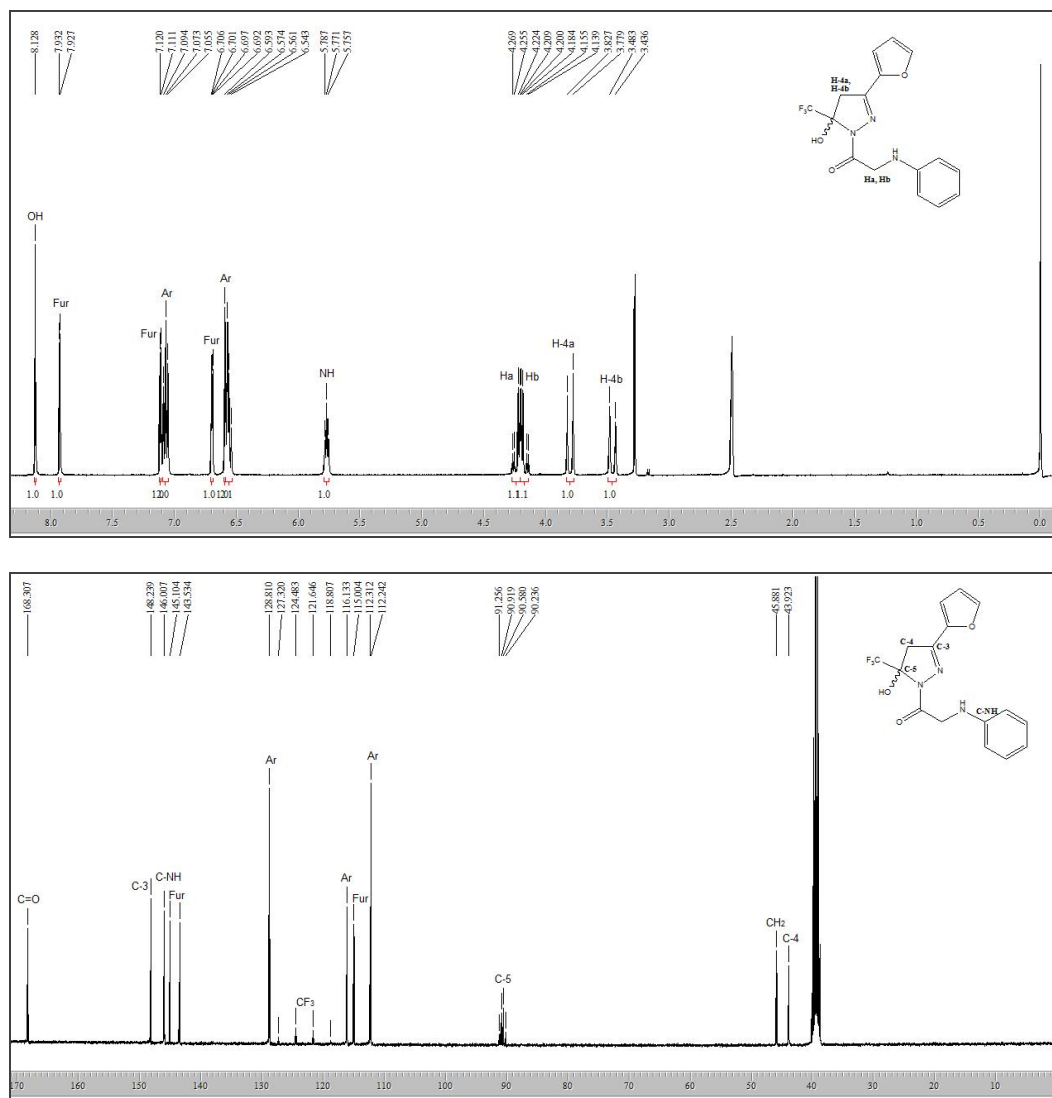 8.128
7.932
7.927
7.120
7.111
7.094
7.073
7.055
6.706
6.701
6.697
6.692
6.593
6.574
6.561
6.543
5.787
5.771
5.757
4.269
4.255
4.224
4.209
4.200
4.184
4.155
4.139
3.827
3.779
3.483
3.436
H-4a,
H-4b
O
F3C
N
HO
N
H
N
O
Ha, Hb
OH
Fur
Fur
Ar
Fur
Ar
NH
Ha
Hb
H-4a
H-4b
1.0
1.0
1.0
1.0
1.0
1.0
8.0 7.5 7.0 6.5 6.0 5.5 5.0 4.5 4.0 3.5 3.0 2.5 2.0 1.5 1.0 0.5 0.0
168.307
148.239
146.007
145.104
143.534
128.810
127.320
124.483
121.646
118.807
116.133
115.004
112.312
112.242
91.256
90.919
90.580
90.236
45.881
43.923
O
C-4
C-3
F3C
C-5
N
HO
N
H
N
C-NH
O
C=O
C-3
C-NH
Fur
Ar
CF3
Ar
Fur
Ar
C-5
CH2
C-4
170 160 150 140 130 120 110 100 90 80 70 60 50 40 30 20 10